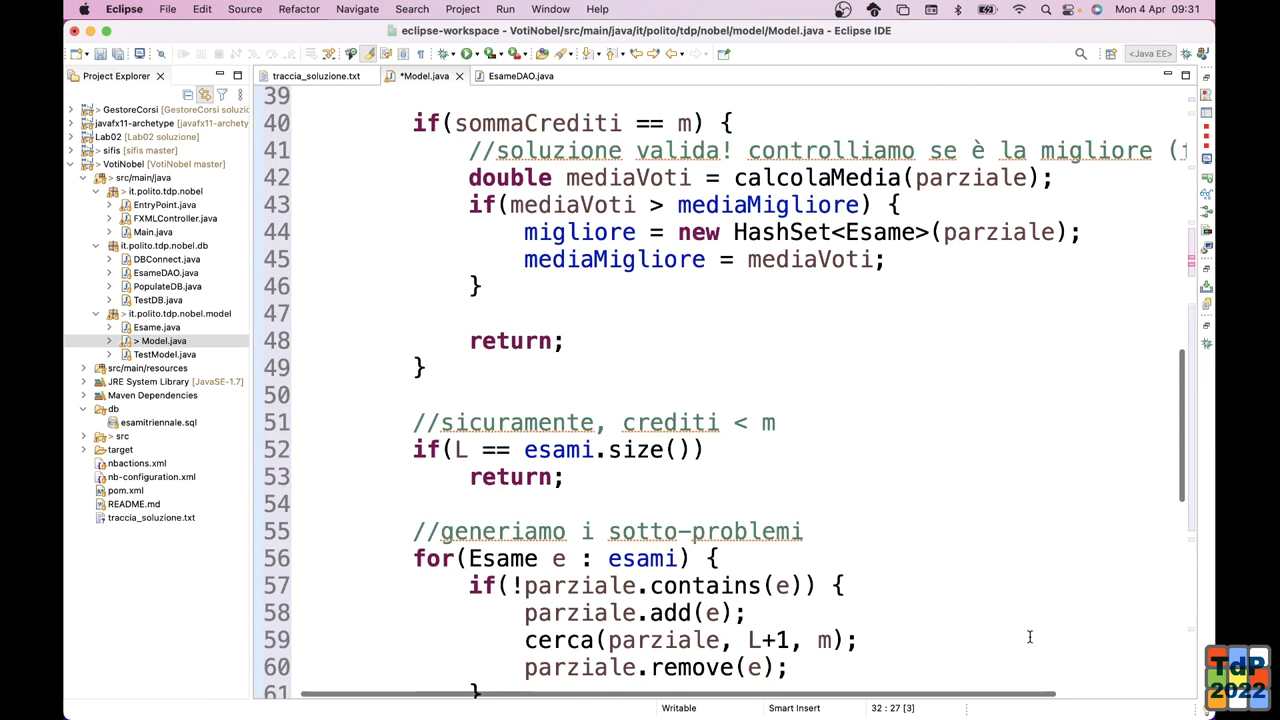 Eclipse File Edit Source Refactor Navigate Search Project Run Window Help Mon 4 Apr 09:31
eclipse-workspace - VotiNobel/src/main/java/it/polito/tdp/nobel/model/Model.java - Eclipse IDE
<Java EE>
Project Explorer
traccia_soluzione.txt
*Model.java
EsameDAO.java
> GestoreCorsi [GestoreCorsi soluzio
javafx11-archetype [javafx11-archety
Lab02 [Lab02 soluzione]
> sifis [sifis master]
> VotiNobel [VotiNobel master]
src/main/java
it.polito.tdp.nobel
EntryPoint.java
FXMLController.java
Main.java
it.polito.tdp.nobel.db
DBConnect.java
EsameDAO.java
PopulateDB.java
TestDB.java
> it.polito.tdp.nobel.model
Esame.java
> Model.java
TestModel.java
src/main/resources
JRE System Library [JavaSE-1.7]
Maven Dependencies
db
esamitriennale.sql
> src
target
nbactions.xml
nb-configuration.xml
pom.xml
README.md
traccia_soluzione.txt
39
40 if(sommaCrediti == m) {
41 //soluzione valida! controlliamo se è la migliore (
42 double mediaVoti = calcolaMedia(parziale);
43 if(mediaVoti > mediaMigliore) {
44 migliore = new HashSet<Esame>(parziale);
45 mediaMigliore = mediaVoti;
46 }
47
48 return;
49 }
50
51 //sicuramente, crediti < m
52 if(L == esami.size())
53 return;
54
55 //generiamo i sotto-problemi
56 for(Esame e : esami) {
57 if(!parziale.contains(e)) {
58 parziale.add(e);
59 cerca(parziale, L+1, m);
60 parziale.remove(e);
61 }
Writable Smart Insert 32 : 27 [3]
TdP
2022